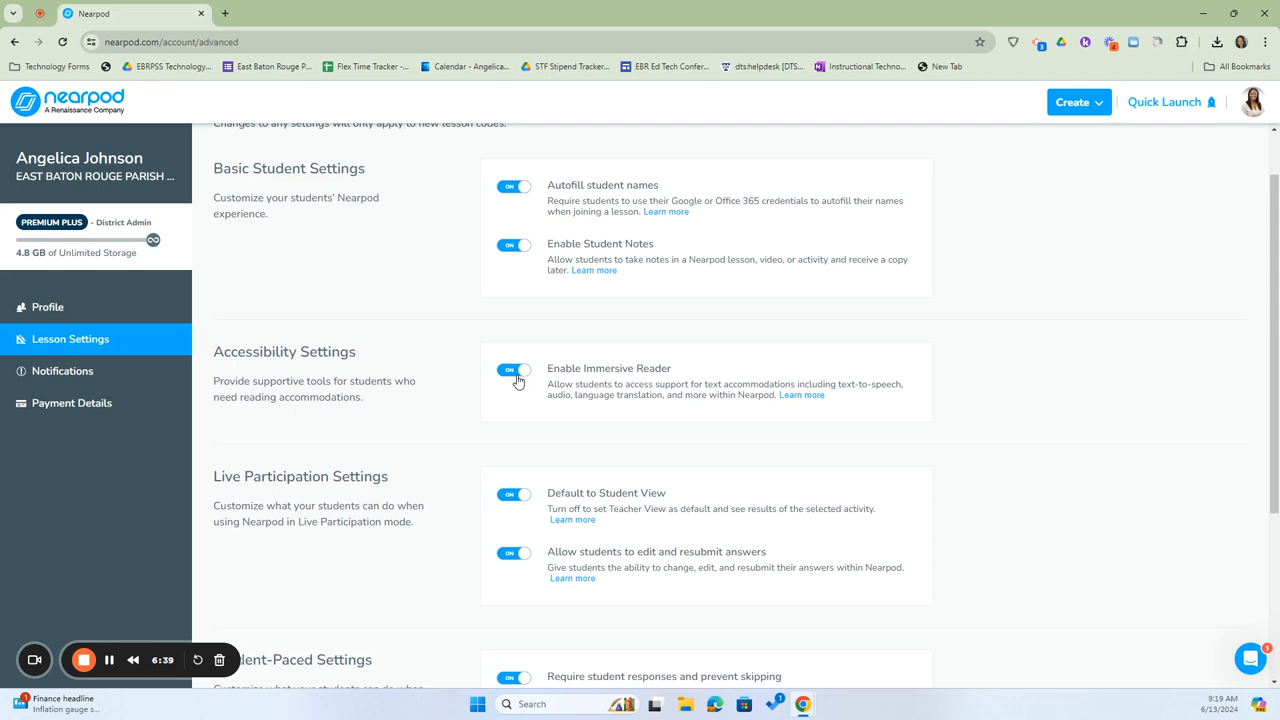 Nearpod
nearpod.com/account/advanced
Technology Forms
EBRPSS Technology...
East Baton Rouge P...
Flex Time Tracker -...
Calendar - Angelica...
STF Stipend Tracker...
EBR Ed Tech Confer...
dts:helpdesk [DTS...
Instructional Techno...
New Tab
All Bookmarks
nearpod
A Renaissance Company
Create
Quick Launch
Angelica Johnson
EAST BATON ROUGE PARISH ...
PREMIUM PLUS - District Admin
4.8 GB of Unlimited Storage
Profile
Lesson Settings
Notifications
Payment Details
Changes to any settings will only apply to new lesson codes.
Basic Student Settings
Customize your students’ Nearpod
experience.
ON
Autofill student names
Require students to use their Google or Office 365 credentials to autofill their names
when joining a lesson. Learn more
ON
Enable Student Notes
Allow students to take notes in a Nearpod lesson, video, or activity and receive a copy
later. Learn more
Accessibility Settings
Provide supportive tools for students who
need reading accommodations.
ON
Enable Immersive Reader
Allow students to access support for text accommodations including text-to-speech,
audio, language translation, and more within Nearpod. Learn more
Live Participation Settings
Customize what your students can do when
using Nearpod in Live Participation mode.
ON
Default to Student View
Turn off to set Teacher View as default and see results of the selected activity.
Learn more
ON
Allow students to edit and resubmit answers
Give students the ability to change, edit, and resubmit their answers within Nearpod.
Learn more
dent-Paced Settings
ON
Require student responses and prevent skipping
6:39
1
Finance headline
Inflation gauge s...
1
Search
1
9:19 AM
6/13/2024